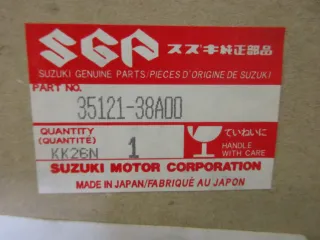 SGP スズキ純正部品
SUZUKI GENUINE PARTS/PIECES D'ORIGINE DE SUZUKI
PART NO.
35121-38A00
QUANTITY
(QUANTITÉ)
KK26N 1
ていねいに
HANDLE
WITH CARE
SUZUKI MOTOR CORPORATION
MADE IN JAPAN/FABRIQUÉ AU JAPON